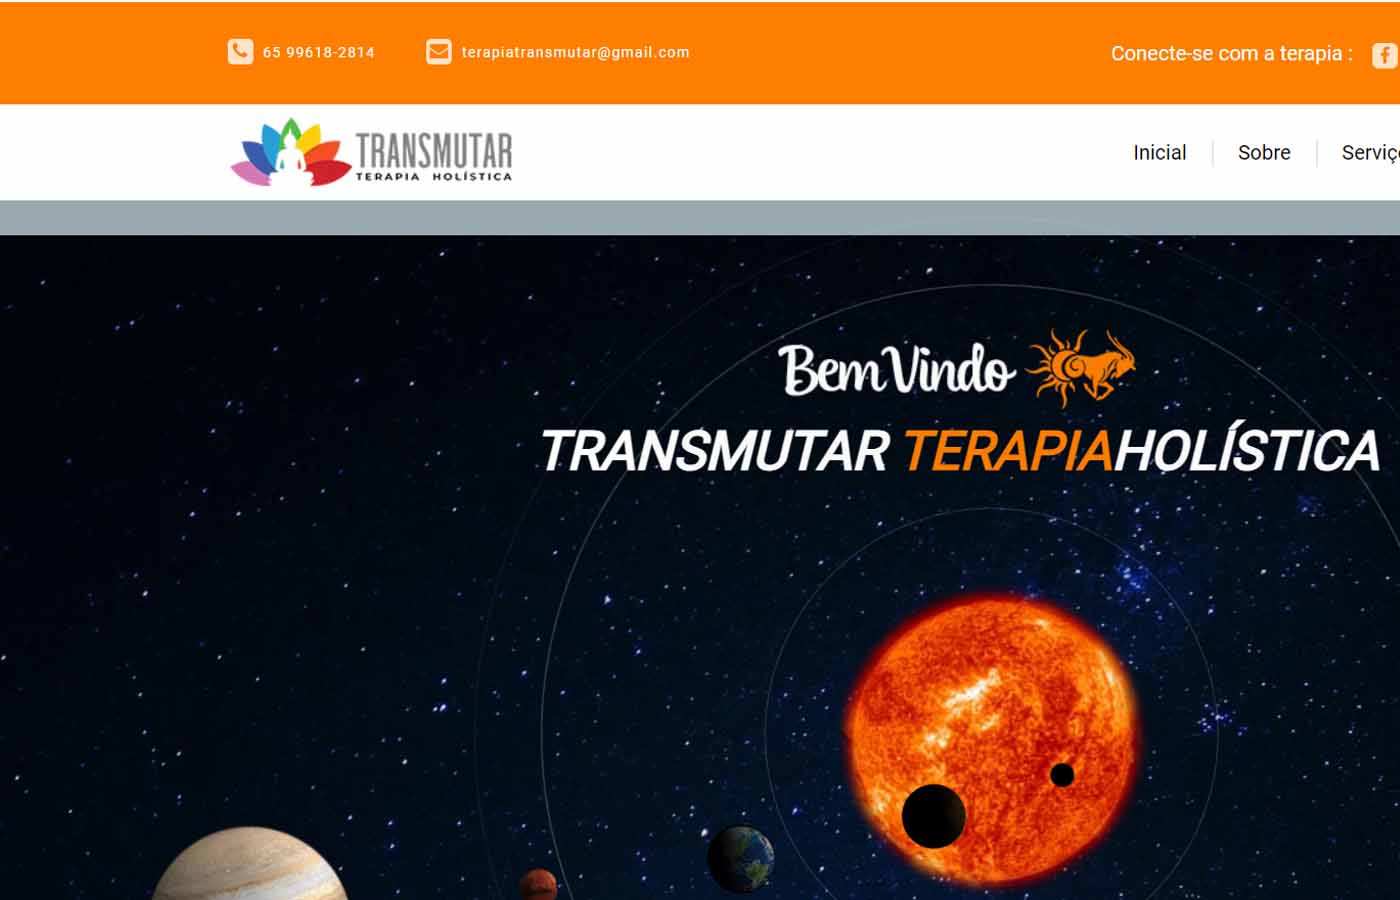 65 99618-2814
terapiatransmutar@gmail.com
Conecte-se com a terapia :
TRANSMUTAR
TERAPIA HOLÍSTICA
Inicial
Sobre
Serviç
Bem Vindo
TRANSMUTAR TERAPIAHOLÍSTICA